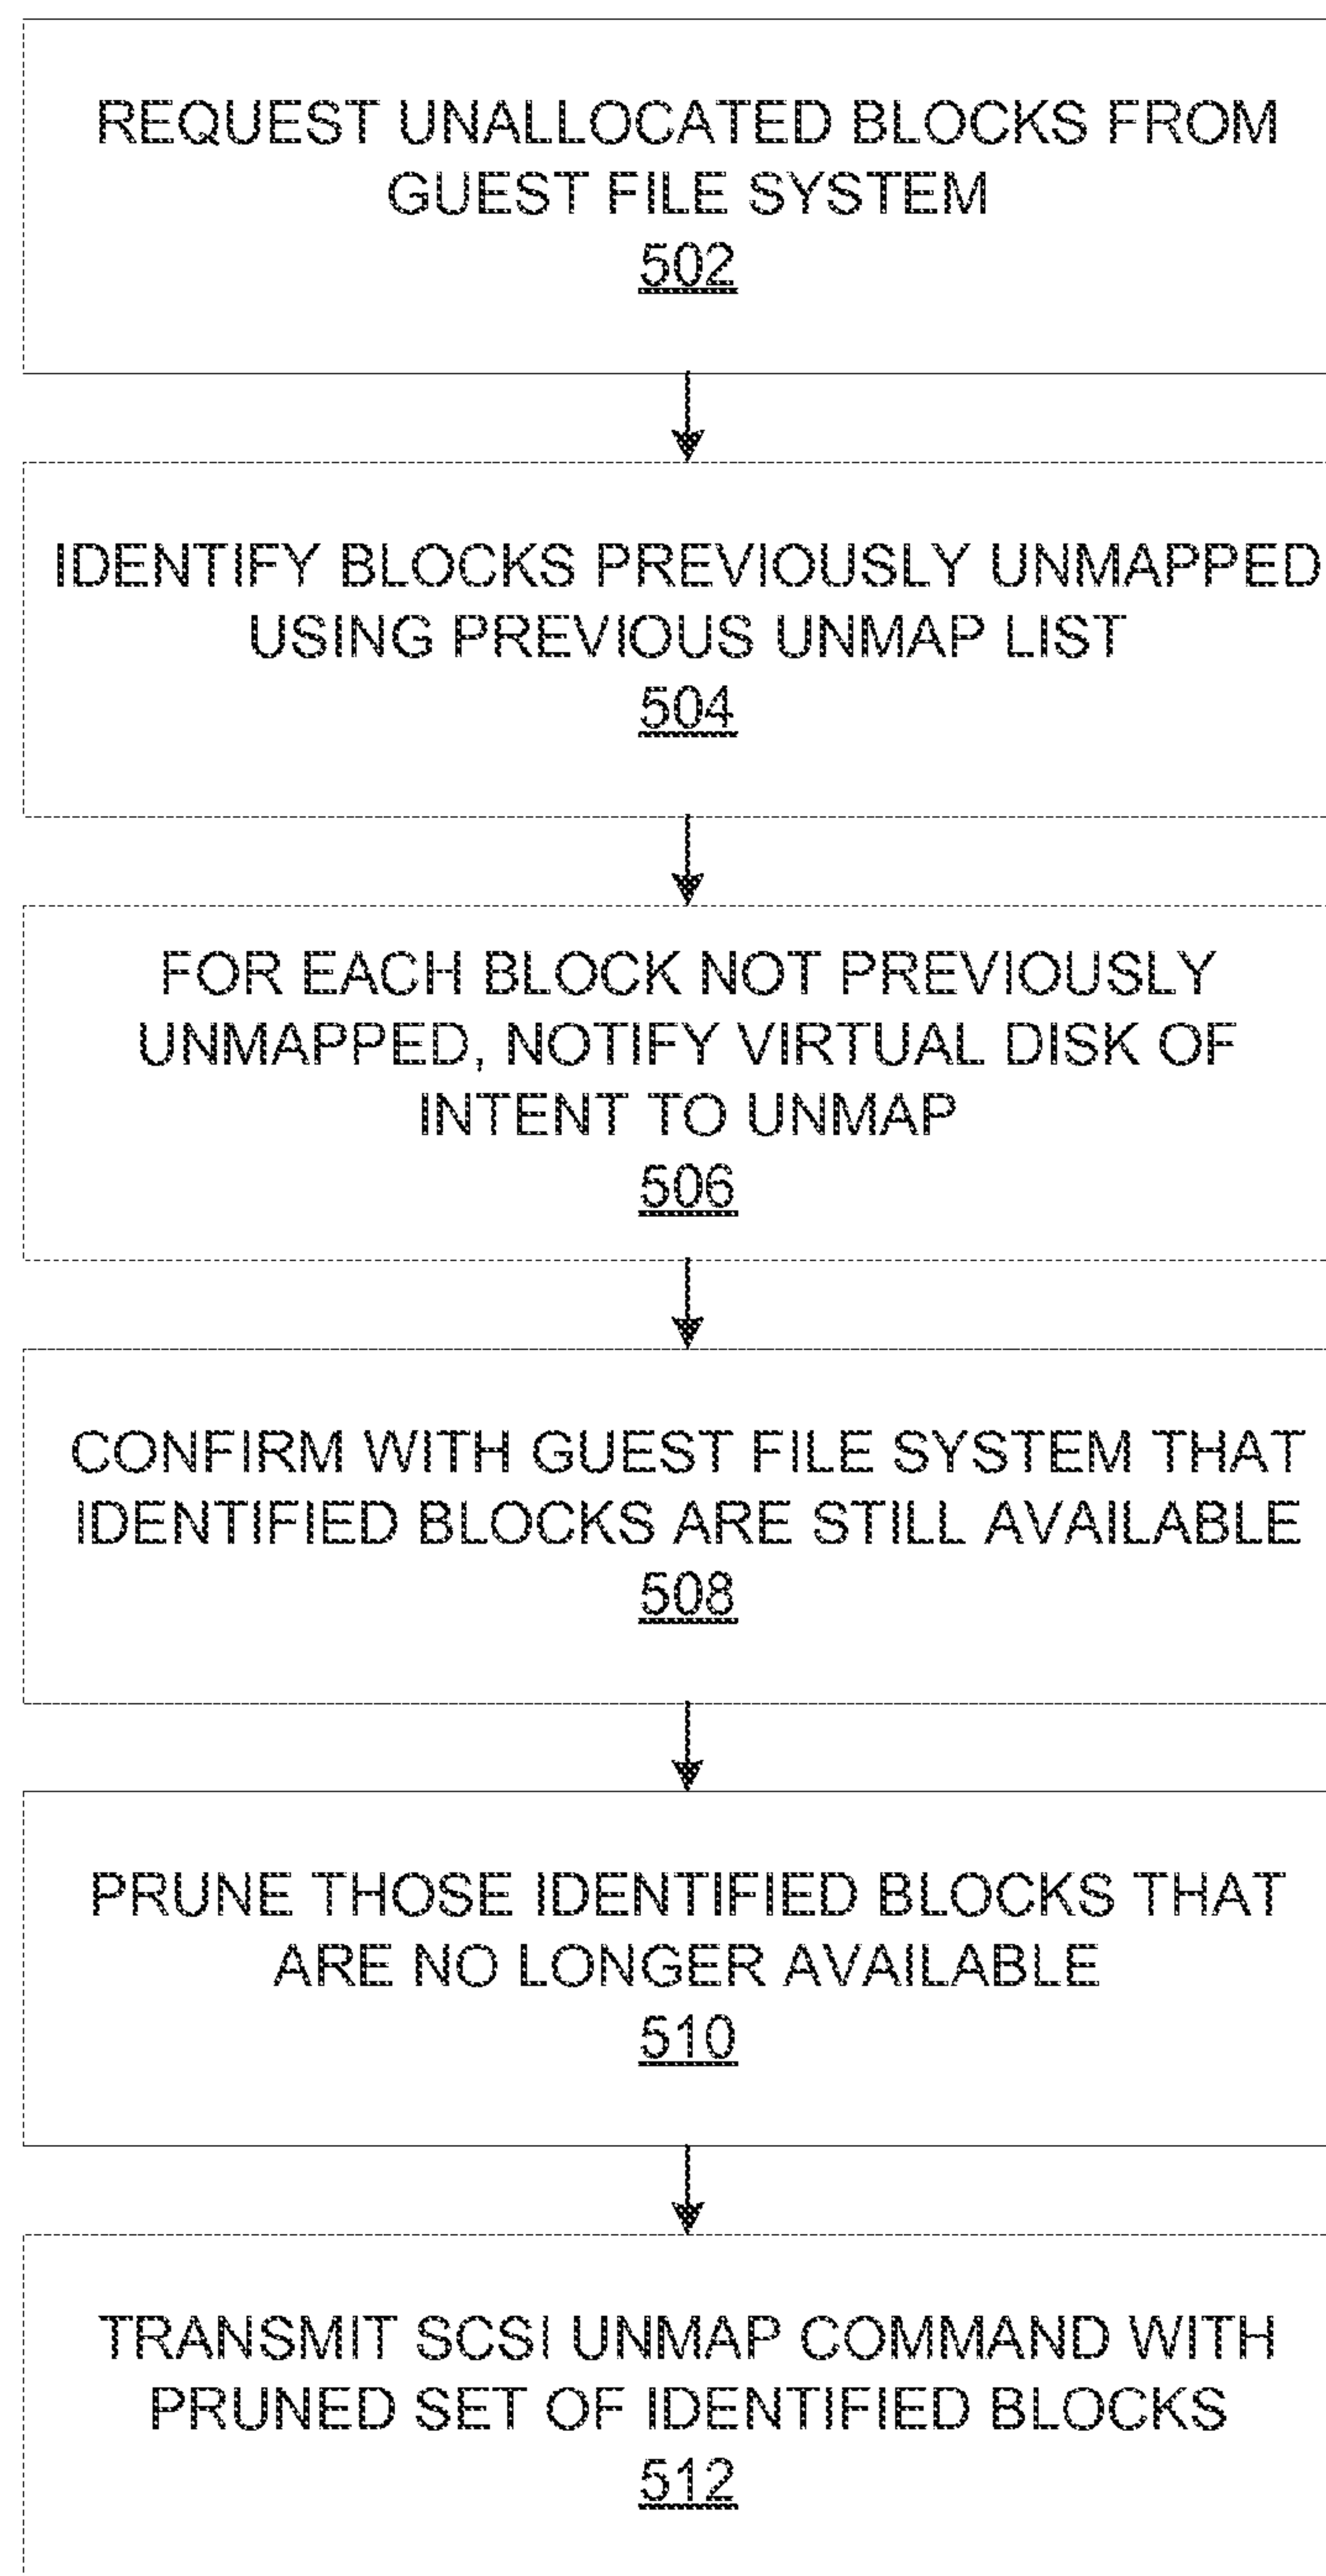 REQUEST UNALLOCATED BLOCKS FROM
GUEST FILE SYSTEM
502
IDENTIFY BLOCKS PREVIOUSLY UNMAPPED
USING PREVIOUS UNMAP LIST
504
FOR EACH BLOCK NOT PREVIOUSLY
UNMAPPED, NOTIFY VIRTUAL DISK OF
INTENT TO UNMAP
506
CONFIRM WITH GUEST FILE SYSTEM THAT
IDENTIFIED BLOCKS ARE STILL AVAILABLE
508
PRUNE THOSE IDENTIFIED BLOCKS THAT
ARE NO LONGER AVAILABLE
510
TRANSMIT SCSI UNMAP COMMAND WITH
PRUNED SET OF IDENTIFIED BLOCKS
512